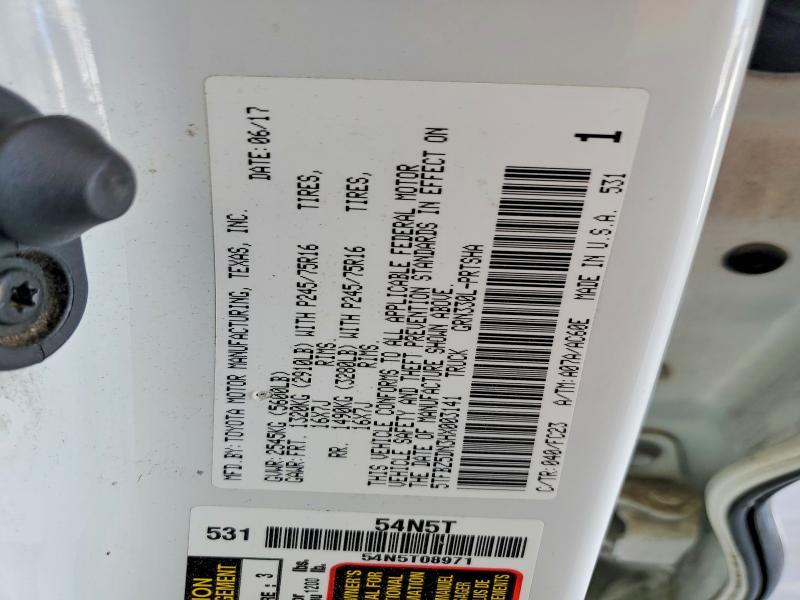 MFD. BY: TOYOTA MOTOR MANUFACTURING, TEXAS, INC.
DATE: 06/17
GVWR: 2545KG (5600LB)
GAWR: FRT. 1320KG (2910LB) WITH P245/75R16 TIRES,
16X7J RIMS.
RR. 1490KG (3280LB) WITH P245/75R16 TIRES,
16X7J RIMS.
THIS VEHICLE CONFORMS TO ALL APPLICABLE FEDERAL MOTOR
VEHICLE SAFETY AND THEFT PREVENTION STANDARDS IN EFFECT ON
THE DATE OF MANUFACTURE SHOWN ABOVE.
5TFBZ5DN5HX003141 TRUCK GRN330L-PRTSHA
C/TR: 040/FC23 A/TM: A07A/AC60E MADE IN U.S.A. 531
1
531
54N5T
54N5T08971